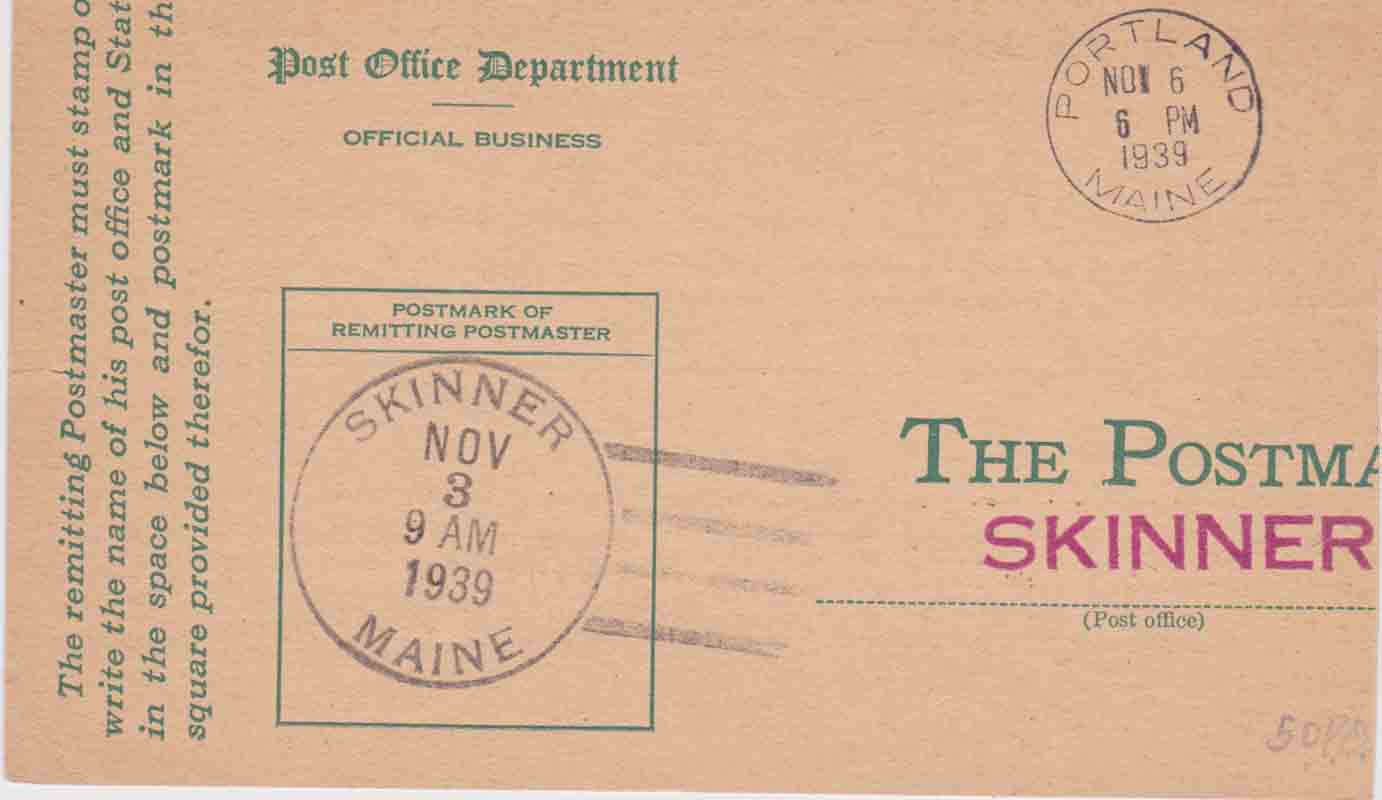 The remitting Postmaster must stamp o
write the name of his post office and Stat
in the space below and postmark in th
square provided therefor.
Post Office Department
OFFICIAL BUSINESS
PORTLAND
NOV 6
6 PM
1939
MAINE
POSTMARK OF
REMITTING POSTMASTER
SKINNER
NOV
3
9 AM
1939
MAINE
THE POSTMA
SKINNER
(Post office)